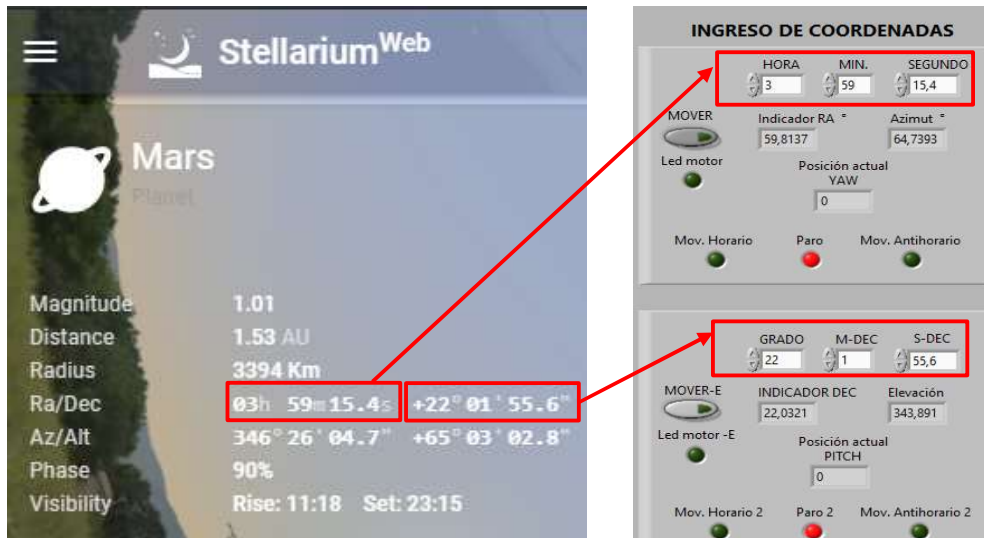 StellariumWeb
Mars
Planet
Magnitude 1.01
Distance 1.53 AU
Radius 3394 Km
Ra/Dec 03h 59m15.4s +22°01'55.6"
Az/Alt 346°26'04.7" +65°03'02.8"
Phase 90%
Visibility Rise: 11:18 Set: 23:15
INGRESO DE COORDENADAS
HORA MIN. SEGUNDO
3 59 15,4
MOVER Indicador RA ° Azimut °
59,8137 64,7393
Led motor Posición actual
YAW
0
Mov. Horario Paro Mov. Antihorario
GRADO M-DEC S-DEC
22 1 55,6
MOVER-E INDICADOR DEC Elevación
22,0321 343,891
Led motor -E Posición actual
PITCH
0
Mov. Horario 2 Paro 2 Mov. Antihorario 2